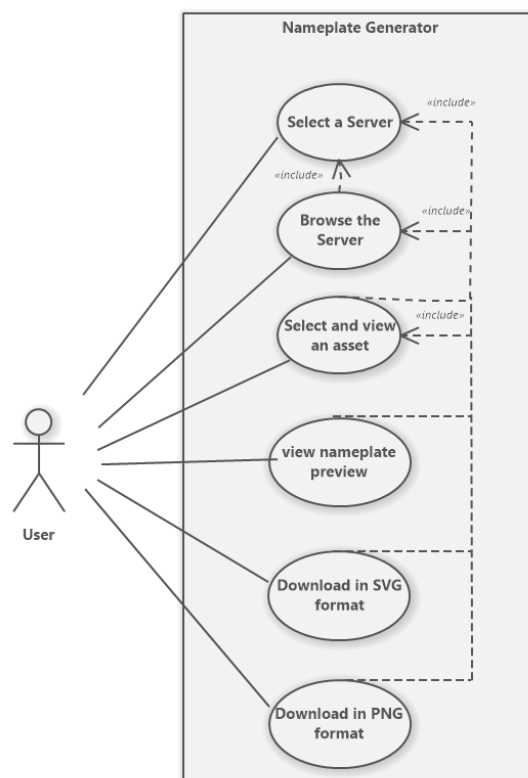 Nameplate Generator
«include»
Select a Server
«include»
Browse the
Server
«include»
Select and view
an asset
«include»
view nameplate
preview
User
Download in SVG
format
Download in PNG
format